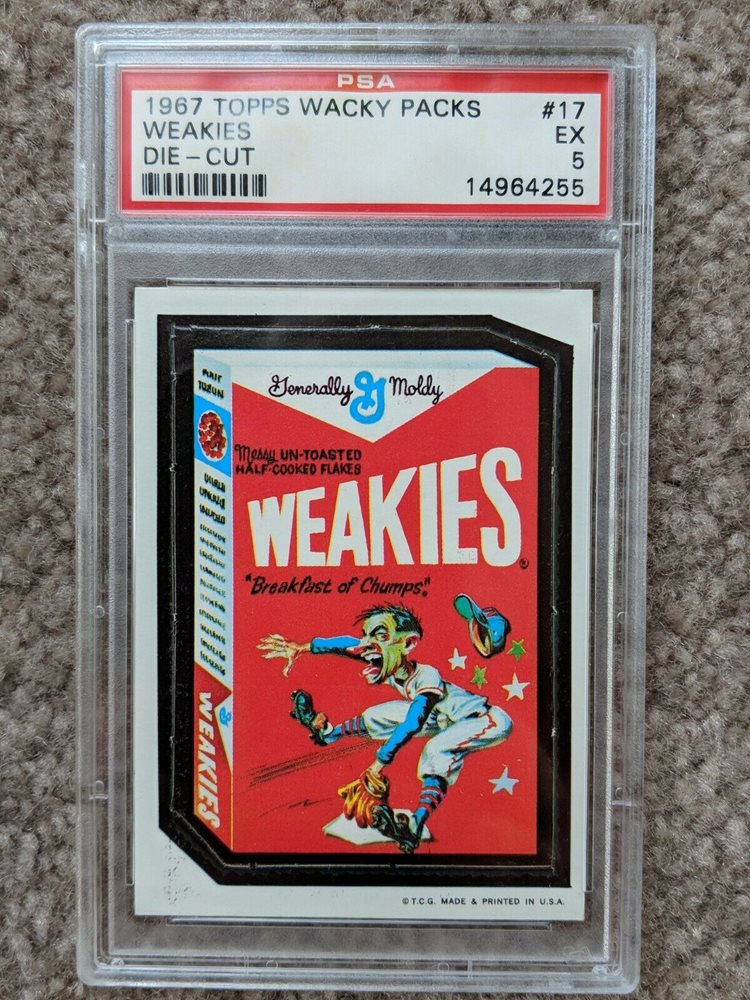 PSA
1967 TOPPS WACKY PACKS #17
WEAKIES EX
DIE-CUT 5
14964255
Generally G Moldy
Messy UN-TOASTED
HALF-COOKED FLAKES
WEAKIES®
"Breakfast of Chumps"®
WEAKIES
© T.C.G. MADE & PRINTED IN U.S.A.